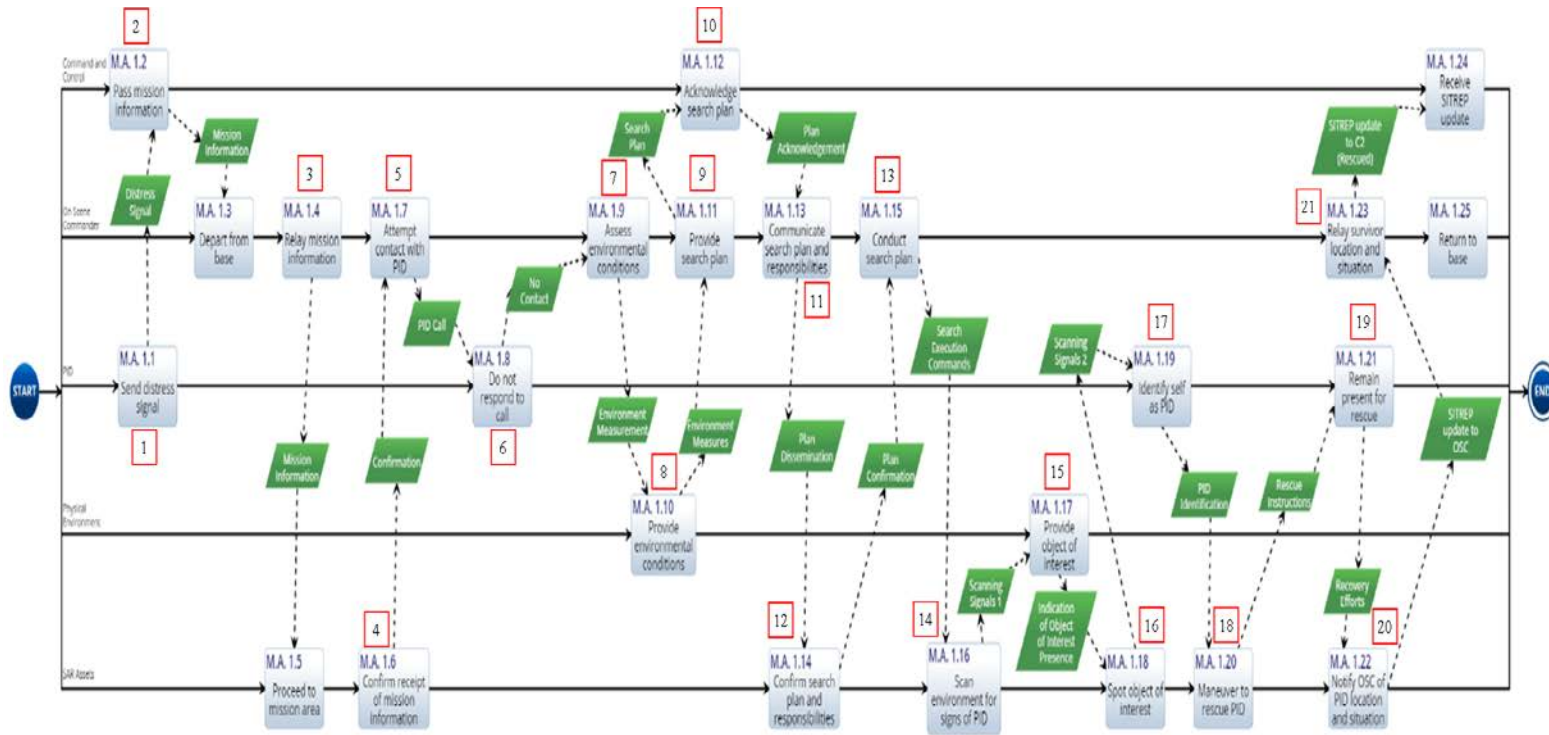 2
10
Command and
Control
M.A. 1.2
Pass mission
information
M.A. 1.12
Acknowledge
search plan
M.A. 1.24
Receive
SITREP
update
Mission
Information
Search
Plan
Plan
Acknowledgement
SITREP update
to C2
(Rescued)
Distress
Signal
3
5
7
9
13
21
On Scene
Commander
M.A. 1.3
Depart from
base
M.A. 1.4
Relay mission
information
M.A. 1.7
Attempt
contact with
PID
M.A. 1.9
Assess
environmental
conditions
M.A. 1.11
Provide
search plan
M.A. 1.13
Communicate
search plan and
responsibilities
M.A. 1.15
Conduct
search plan
M.A. 1.23
Relay survivor
location and
situation
M.A. 1.25
Return to
base
No
Contact
11
PID Call
Search
Execution
Commands
Scanning
Signals 2
17
19
START
PID
M.A. 1.1
Send distress
signal
M.A. 1.8
Do not
respond to
call
M.A. 1.19
Identify self
as PID
M.A. 1.21
Remain
present for
rescue
END
1
6
Environment
Measurement
Environment
Measures
SITREP
update to
OSC
Mission
Information
Confirmation
Plan
Dissemination
Plan
Confirmation
8
15
PID
Identification
Rescue
Instructions
Physical
Environment
M.A. 1.10
Provide
environmental
conditions
M.A. 1.17
Provide
object of
interest
Scanning
Signals 1
Indication
of Object
of Interest
Presence
Recovery
Efforts
4
12
14
16
18
20
SAR Assets
M.A. 1.5
Proceed to
mission area
M.A. 1.6
Confirm receipt
of mission
information
M.A. 1.14
Confirm search
plan and
responsibilities
M.A. 1.16
Scan
environment for
signs of PID
M.A. 1.18
Spot object of
interest
M.A. 1.20
Maneuver to
rescue PID
M.A. 1.22
Notify OSC of
PID location
and situation